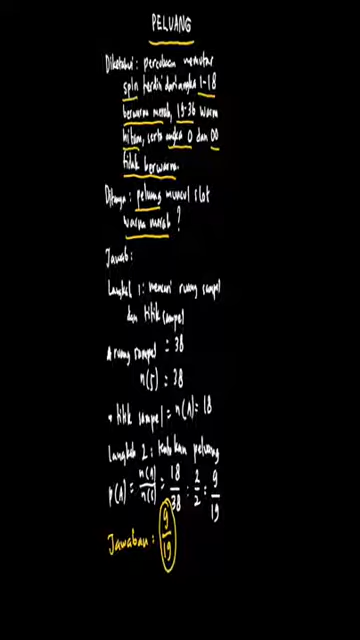 PELUANG
Diketahui : percobaan memutar
spin terdiri dari angka 1-18
berwarna merah, 19-36 warna
hitam, serta angka 0 dan 00
tidak berwarna.
Ditanya : peluang muncul slot
warna merah ?
Jawab :
Langkah 1 : mencari ruang sampel
dan titik sampel
ruang sampel = 38
n(S) = 38
• titik sampel = n(A) = 18
Langkah 2 : Tentukan peluang
P(A) = n(A)/n(S) = 18/38 : 2/2 = 9/19
Jawaban : 9/19